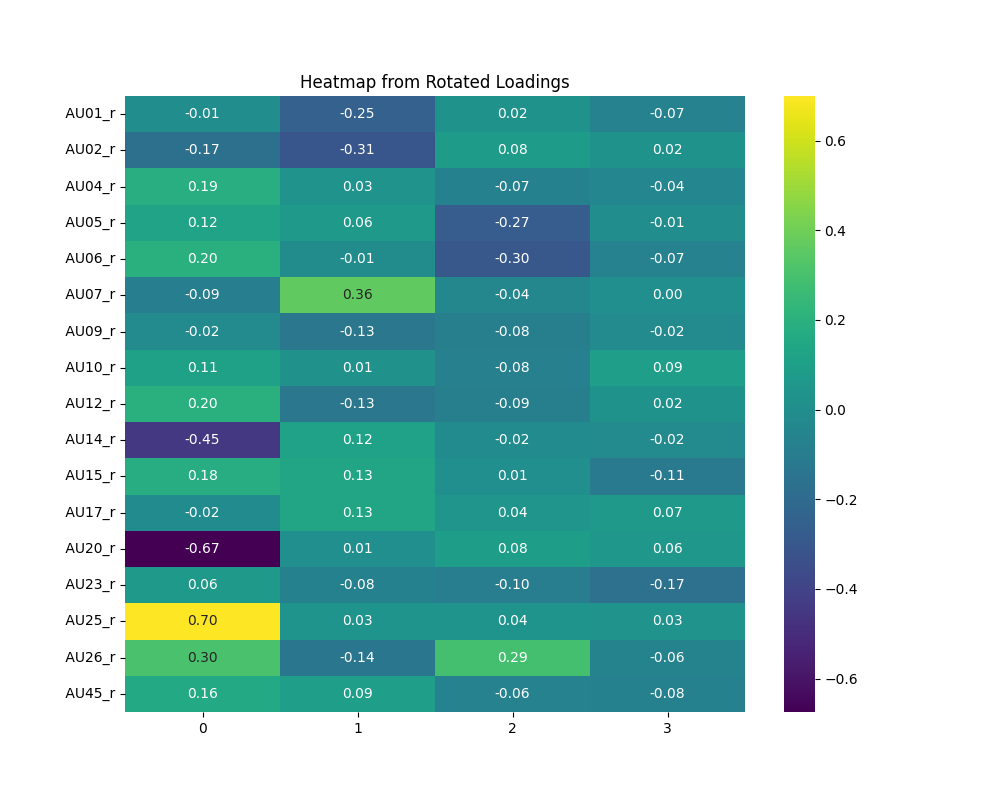 Heatmap from Rotated Loadings
AU01_r -0.01 -0.25 0.02 -0.07
AU02_r -0.17 -0.31 0.08 0.02
AU04_r 0.19 0.03 -0.07 -0.04
AU05_r 0.12 0.06 -0.27 -0.01
AU06_r 0.20 -0.01 -0.30 -0.07
AU07_r -0.09 0.36 -0.04 0.00
AU09_r -0.02 -0.13 -0.08 -0.02
AU10_r 0.11 0.01 -0.08 0.09
AU12_r 0.20 -0.13 -0.09 0.02
AU14_r -0.45 0.12 -0.02 -0.02
AU15_r 0.18 0.13 0.01 -0.11
AU17_r -0.02 0.13 0.04 0.07
AU20_r -0.67 0.01 0.08 0.06
AU23_r 0.06 -0.08 -0.10 -0.17
AU25_r 0.70 0.03 0.04 0.03
AU26_r 0.30 -0.14 0.29 -0.06
AU45_r 0.16 0.09 -0.06 -0.08
0 1 2 3
0.6
0.4
0.2
0.0
−0.2
−0.4
−0.6